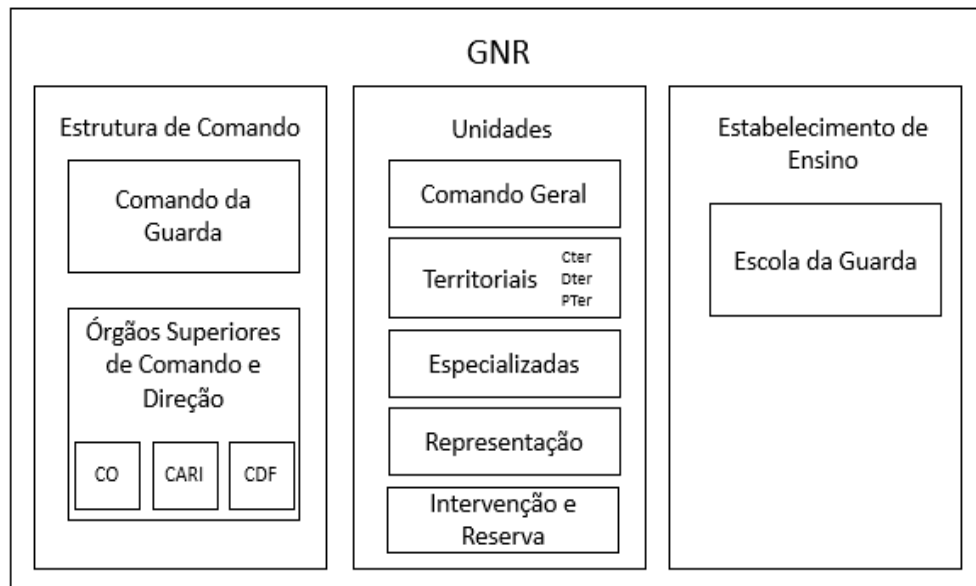 GNR
Estrutura de Comando
Comando da
Guarda
Órgãos Superiores
de Comando e
Direção
CO
CARI
CDF
Unidades
Comando Geral
Territoriais
Cter
Dter
PTer
Especializadas
Representação
Intervenção e
Reserva
Estabelecimento de
Ensino
Escola da Guarda